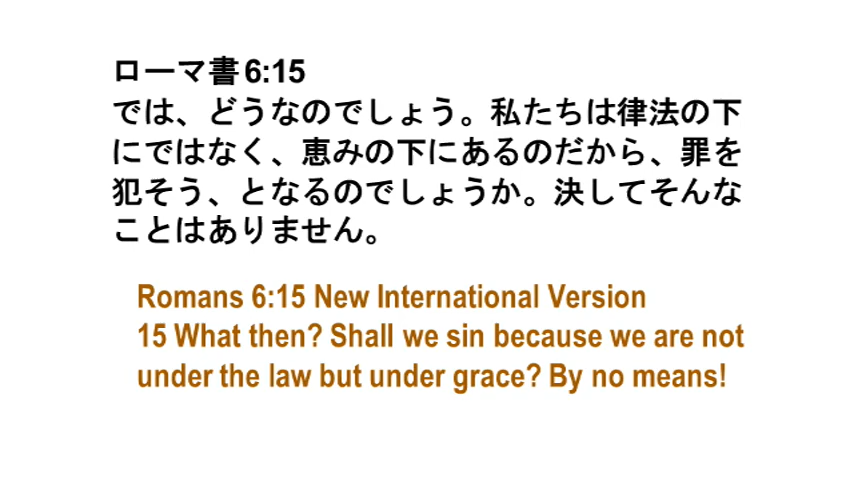 ローマ書6:15
では、どうなのでしょう。私たちは律法の下
にではなく、恵みの下にあるのだから、罪を
犯そう、となるのでしょうか。決してそんな
ことはありません。
Romans 6:15 New International Version
15 What then? Shall we sin because we are not
under the law but under grace? By no means!